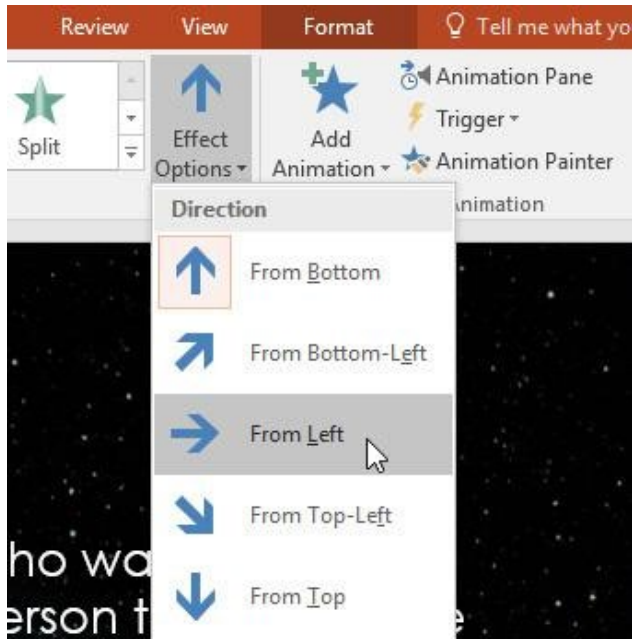 Review View Format Tell me what yo
Split
Effect
Options
Add
Animation
Animation Pane
Trigger
Animation Painter
Animation
Direction
From Bottom
From Bottom-Left
From Left
From Top-Left
From Top
ho wa
erson t e